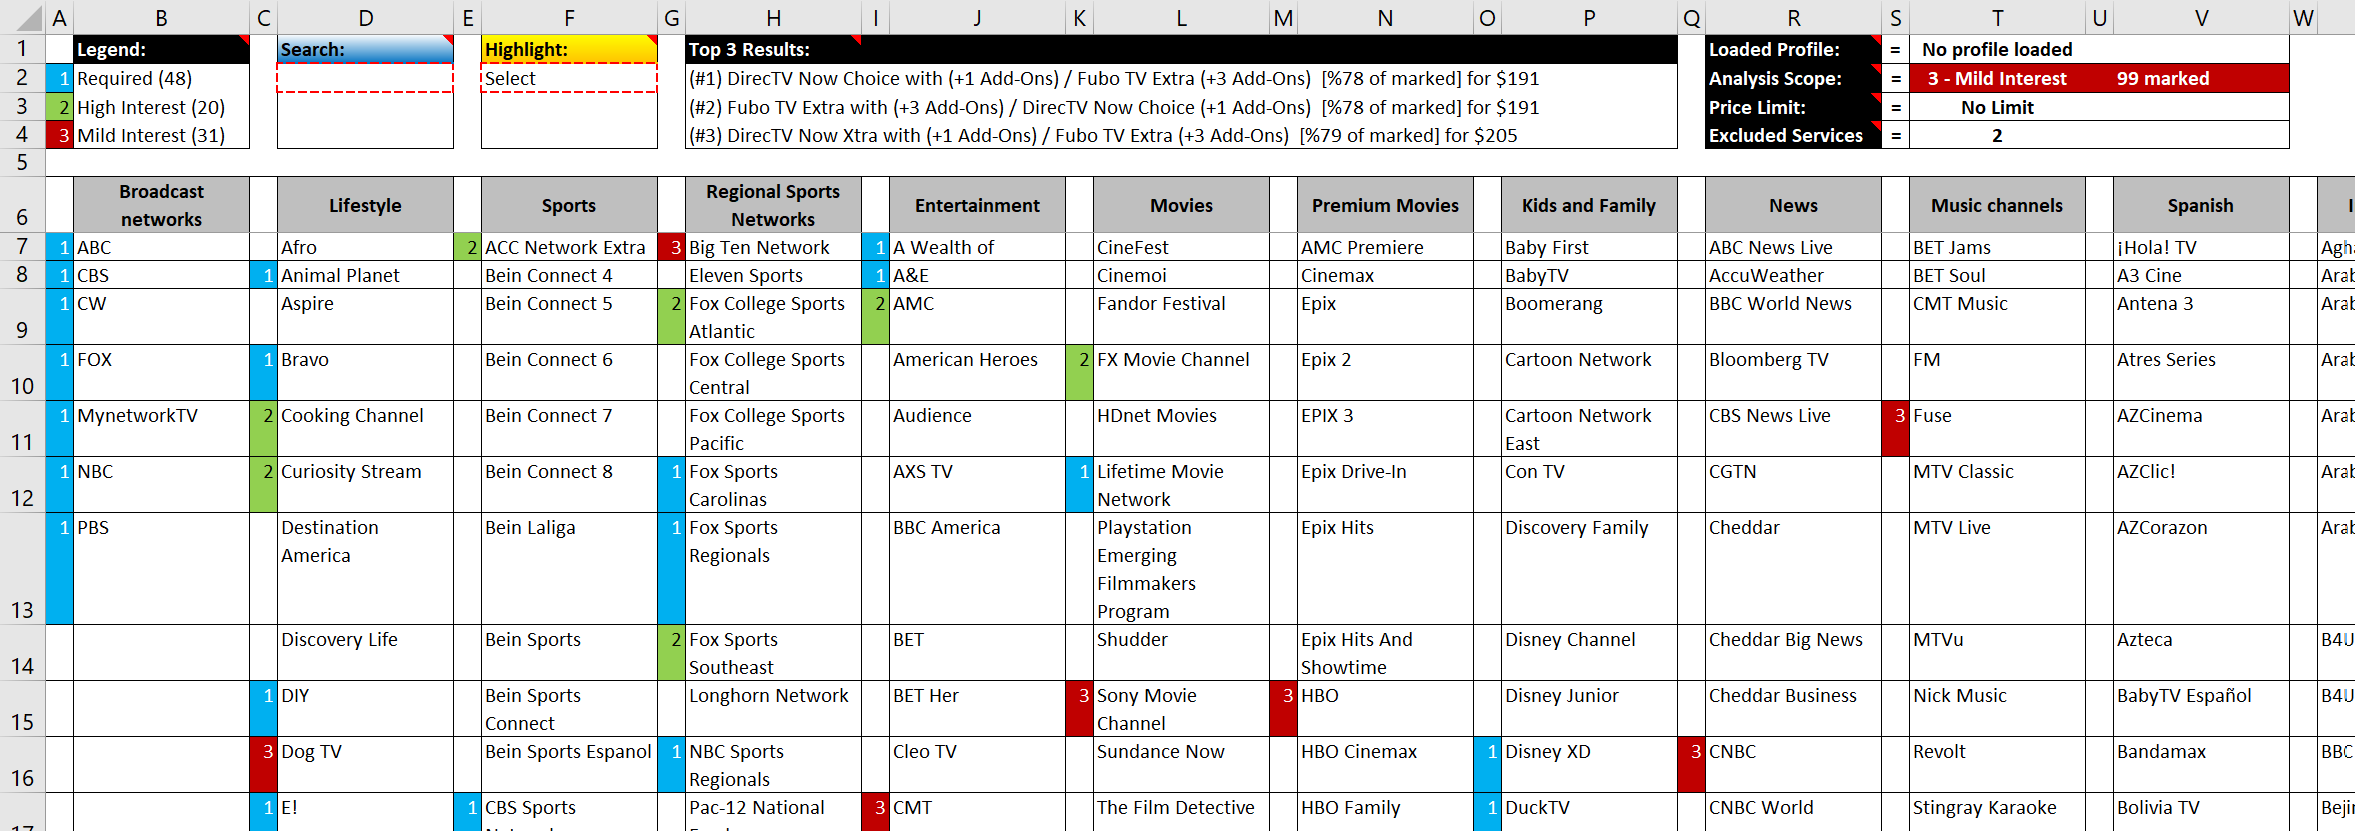 A B C D E F G H I J K L M N O P Q R S T U V W
1 Legend: Search: Highlight: Top 3 Results: Loaded Profile: = No profile loaded
2 1 Required (48) Select (#1) DirecTV Now Choice with (+1 Add-Ons) / Fubo TV Extra (+3 Add-Ons) [%78 of marked] for $191 Analysis Scope: = 3 - Mild Interest 99 marked
3 2 High Interest (20) (#2) Fubo TV Extra with (+3 Add-Ons) / DirecTV Now Choice (+1 Add-Ons) [%78 of marked] for $191 Price Limit: = No Limit
4 3 Mild Interest (31) (#3) DirecTV Now Xtra with (+1 Add-Ons) / Fubo TV Extra (+3 Add-Ons) [%79 of marked] for $205 Excluded Services = 2
5
6 Broadcast networks Lifestyle Sports Regional Sports Networks Entertainment Movies Premium Movies Kids and Family News Music channels Spanish
7 1 ABC Afro 2 ACC Network Extra 3 Big Ten Network 1 A Wealth of CineFest AMC Premiere Baby First ABC News Live BET Jams ¡Hola! TV Agh
8 1 CBS 1 Animal Planet Bein Connect 4 Eleven Sports 1 A&E Cinemoi Cinemax BabyTV AccuWeather BET Soul A3 Cine Arab
9 1 CW Aspire Bein Connect 5 2 Fox College Sports Atlantic 2 AMC Fandor Festival Epix Boomerang BBC World News CMT Music Antena 3 Arab
10 1 FOX 1 Bravo Bein Connect 6 Fox College Sports Central American Heroes 2 FX Movie Channel Epix 2 Cartoon Network Bloomberg TV FM Atres Series Arab
11 1 MynetworkTV 2 Cooking Channel Bein Connect 7 Fox College Sports Pacific Audience HDnet Movies EPIX 3 Cartoon Network East CBS News Live 3 Fuse AZCinema Arab
12 1 NBC 2 Curiosity Stream Bein Connect 8 1 Fox Sports Carolinas AXS TV 1 Lifetime Movie Network Epix Drive-In Con TV CGTN MTV Classic AZClic! Arab
13 1 PBS Destination America Bein Laliga 1 Fox Sports Regionals BBC America Playstation Emerging Filmmakers Program Epix Hits Discovery Family Cheddar MTV Live AZCorazon Arab
14 Discovery Life Bein Sports 2 Fox Sports Southeast BET Shudder Epix Hits And Showtime Disney Channel Cheddar Big News MTVu Azteca B4U
15 1 DIY Bein Sports Connect Longhorn Network BET Her 3 Sony Movie Channel 3 HBO Disney Junior Cheddar Business Nick Music BabyTV Español B4U
16 3 Dog TV Bein Sports Espanol 1 NBC Sports Regionals Cleo TV Sundance Now HBO Cinemax 1 Disney XD 3 CNBC Revolt Bandamax BBC
17 1 E! 1 CBS Sports Pac-12 National 3 CMT The Film Detective HBO Family 1 DuckTV CNBC World Stingray Karaoke Bolivia TV Beji